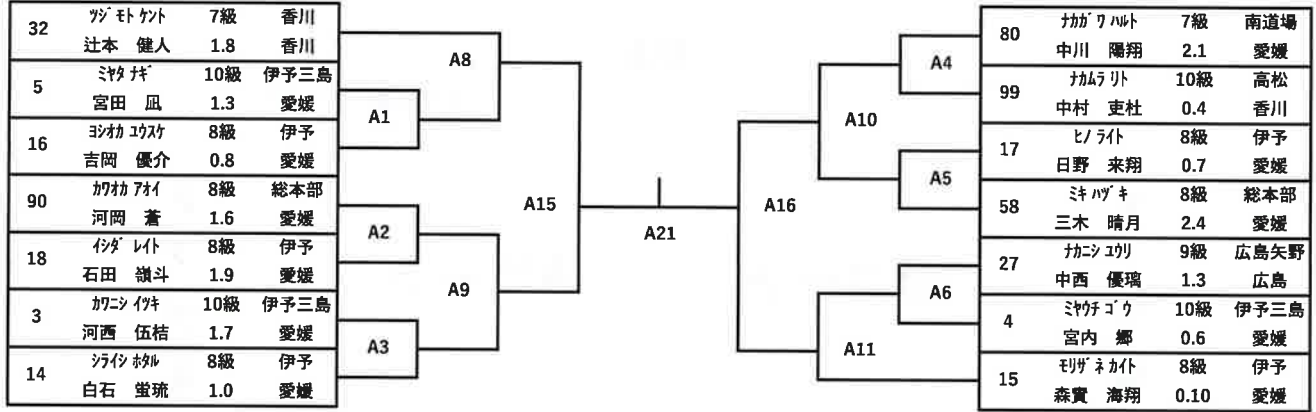 32 ﾂｼﾞﾓﾄ ｹﾝﾄ 7級 香川
辻本 健人 1.8 香川
5 ﾐﾔﾀ ﾅｷﾞ 10級 伊予三島
宮田 凪 1.3 愛媛
16 ﾖｼｵｶ ﾕｳｽｹ 8級 伊予
吉岡 優介 0.8 愛媛
90 ｶﾜｵｶ ｱｵｲ 8級 総本部
河岡 蒼 1.6 愛媛
18 ｲｼﾀﾞ ﾚｲﾄ 8級 伊予
石田 嶺斗 1.9 愛媛
3 ｶﾜﾆｼ ｲﾂｷ 10級 伊予三島
河西 伍桔 1.7 愛媛
14 ｼﾗｲｼ ﾎﾀﾙ 8級 伊予
白石 蛍琉 1.0 愛媛
A8
A1
A2
A9
A3
A15
A21
A16
A10
A4
A5
A6
A11
80 ﾅｶｶﾞﾜ ﾊﾙﾄ 7級 南道場
中川 陽翔 2.1 愛媛
99 ﾅｶﾑﾗ ﾘﾄ 10級 高松
中村 吏杜 0.4 香川
17 ﾋﾉ ﾗｲﾄ 8級 伊予
日野 来翔 0.7 愛媛
58 ﾐｷ ﾊﾂﾞｷ 8級 総本部
三木 晴月 2.4 愛媛
27 ﾅｶﾆｼ ﾕｳﾘ 9級 広島矢野
中西 優璃 1.3 広島
4 ﾐﾔｳﾁ ｺﾞｳ 10級 伊予三島
宮内 郷 0.6 愛媛
15 ﾓﾘｻﾞﾈ ｶｲﾄ 8級 伊予
森實 海翔 0.10 愛媛